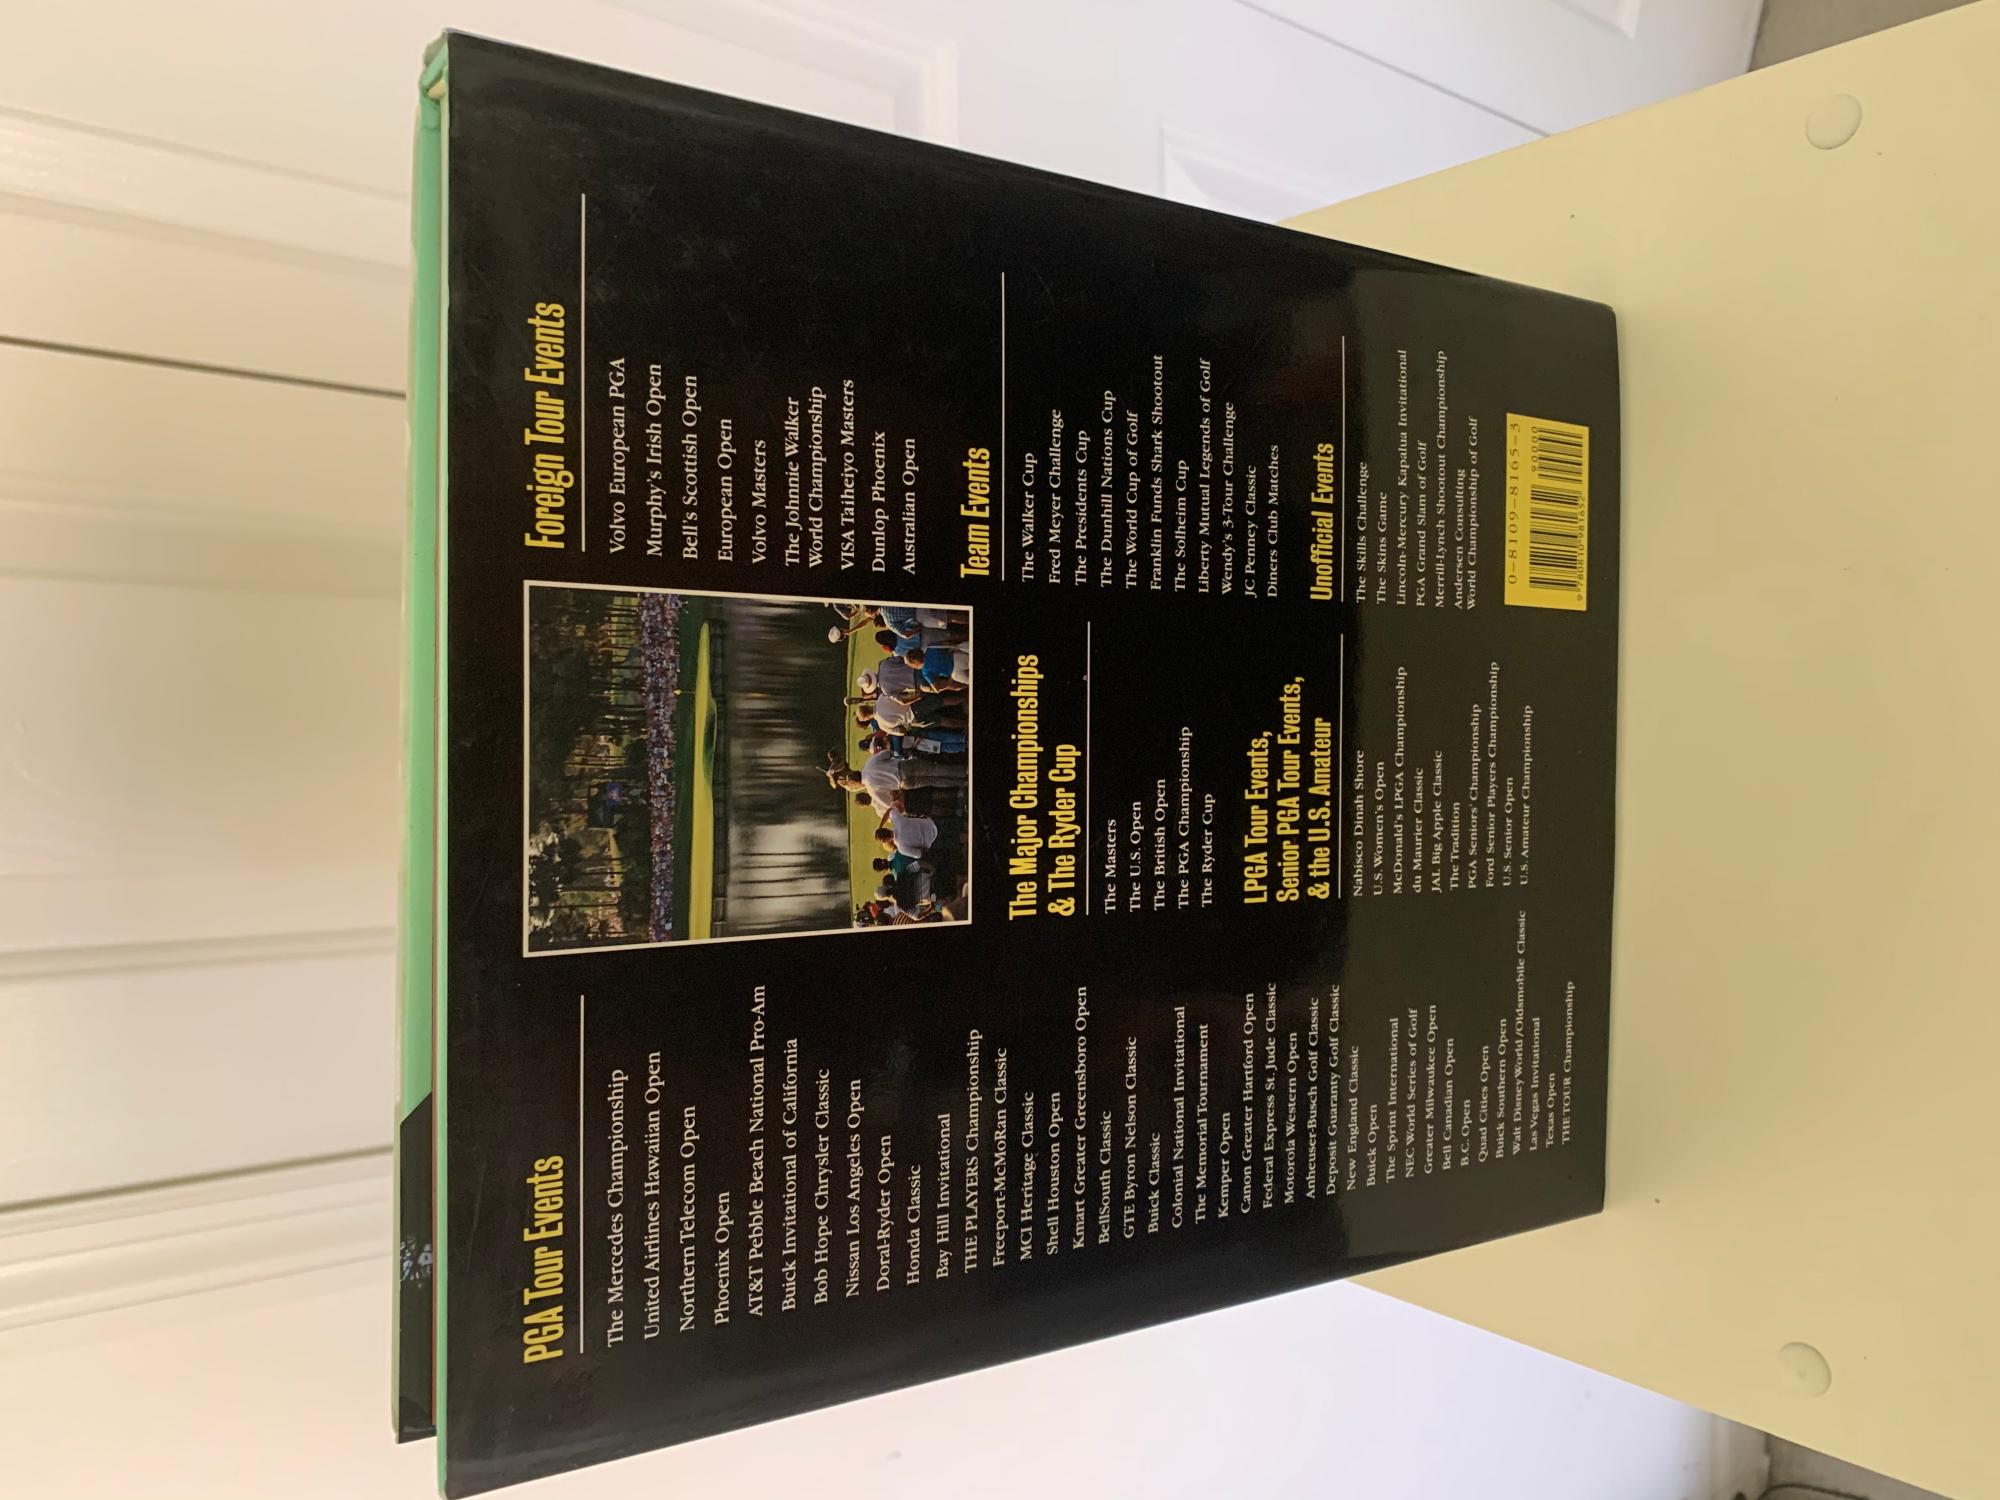 PGA Tour Events
The Mercedes Championship
United Airlines Hawaiian Open
Northern Telecom Open
Phoenix Open
AT&T Pebble Beach National Pro-Am
Buick Invitational of California
Bob Hope Chrysler Classic
Nissan Los Angeles Open
Doral-Ryder Open
Honda Classic
Bay Hill Invitational
THE PLAYERS Championship
Freeport-McMoRan Classic
MCI Heritage Classic
Shell Houston Open
Kmart Greater Greensboro Open
BellSouth Classic
GTE Byron Nelson Classic
Buick Classic
Colonial National Invitational
The Memorial Tournament
Kemper Open
Canon Greater Hartford Open
Federal Express St. Jude Classic
Motorola Western Open
Anheuser-Busch Golf Classic
Deposit Guaranty Golf Classic
New England Classic
Buick Open
The Sprint International
NEC World Series of Golf
Greater Milwaukee Open
Bell Canadian Open
B.C. Open
Quad Cities Open
Buick Southern Open
Walt DisneyWorld/Oldsmobile Classic
Las Vegas Invitational
Texas Open
THE TOUR Championship
The Major Championships
& The Ryder Cup
The Masters
The U.S. Open
The British Open
The PGA Championship
The Ryder Cup
LPGA Tour Events,
Senior PGA Tour Events,
& the U.S. Amateur
Nabisco Dinah Shore
U.S. Women's Open
McDonald's LPGA Championship
du Maurier Classic
JAL Big Apple Classic
The Tradition
PGA Seniors' Championship
Ford Senior Players Championship
U.S. Senior Open
U.S. Amateur Championship
Foreign Tour Events
Volvo European PGA
Murphy's Irish Open
Bell's Scottish Open
European Open
Volvo Masters
The Johnnie Walker
World Championship
VISA Taiheiyo Masters
Dunlop Phoenix
Australian Open
Team Events
The Walker Cup
Fred Meyer Challenge
The Presidents Cup
The Dunhill Nations Cup
The World Cup of Golf
Franklin Funds Shark Shootout
The Solheim Cup
Liberty Mutual Legends of Golf
Wendy's 3-Tour Challenge
JC Penney Classic
Diners Club Matches
Unofficial Events
The Skills Challenge
The Skins Game
Lincoln-Mercury Kapalua Invitational
PGA Grand Slam of Golf
Merrill-Lynch Shootout Championship
Andersen Consulting
World Championship of Golf
0-8109-8165-3
90000
9 780810 981652